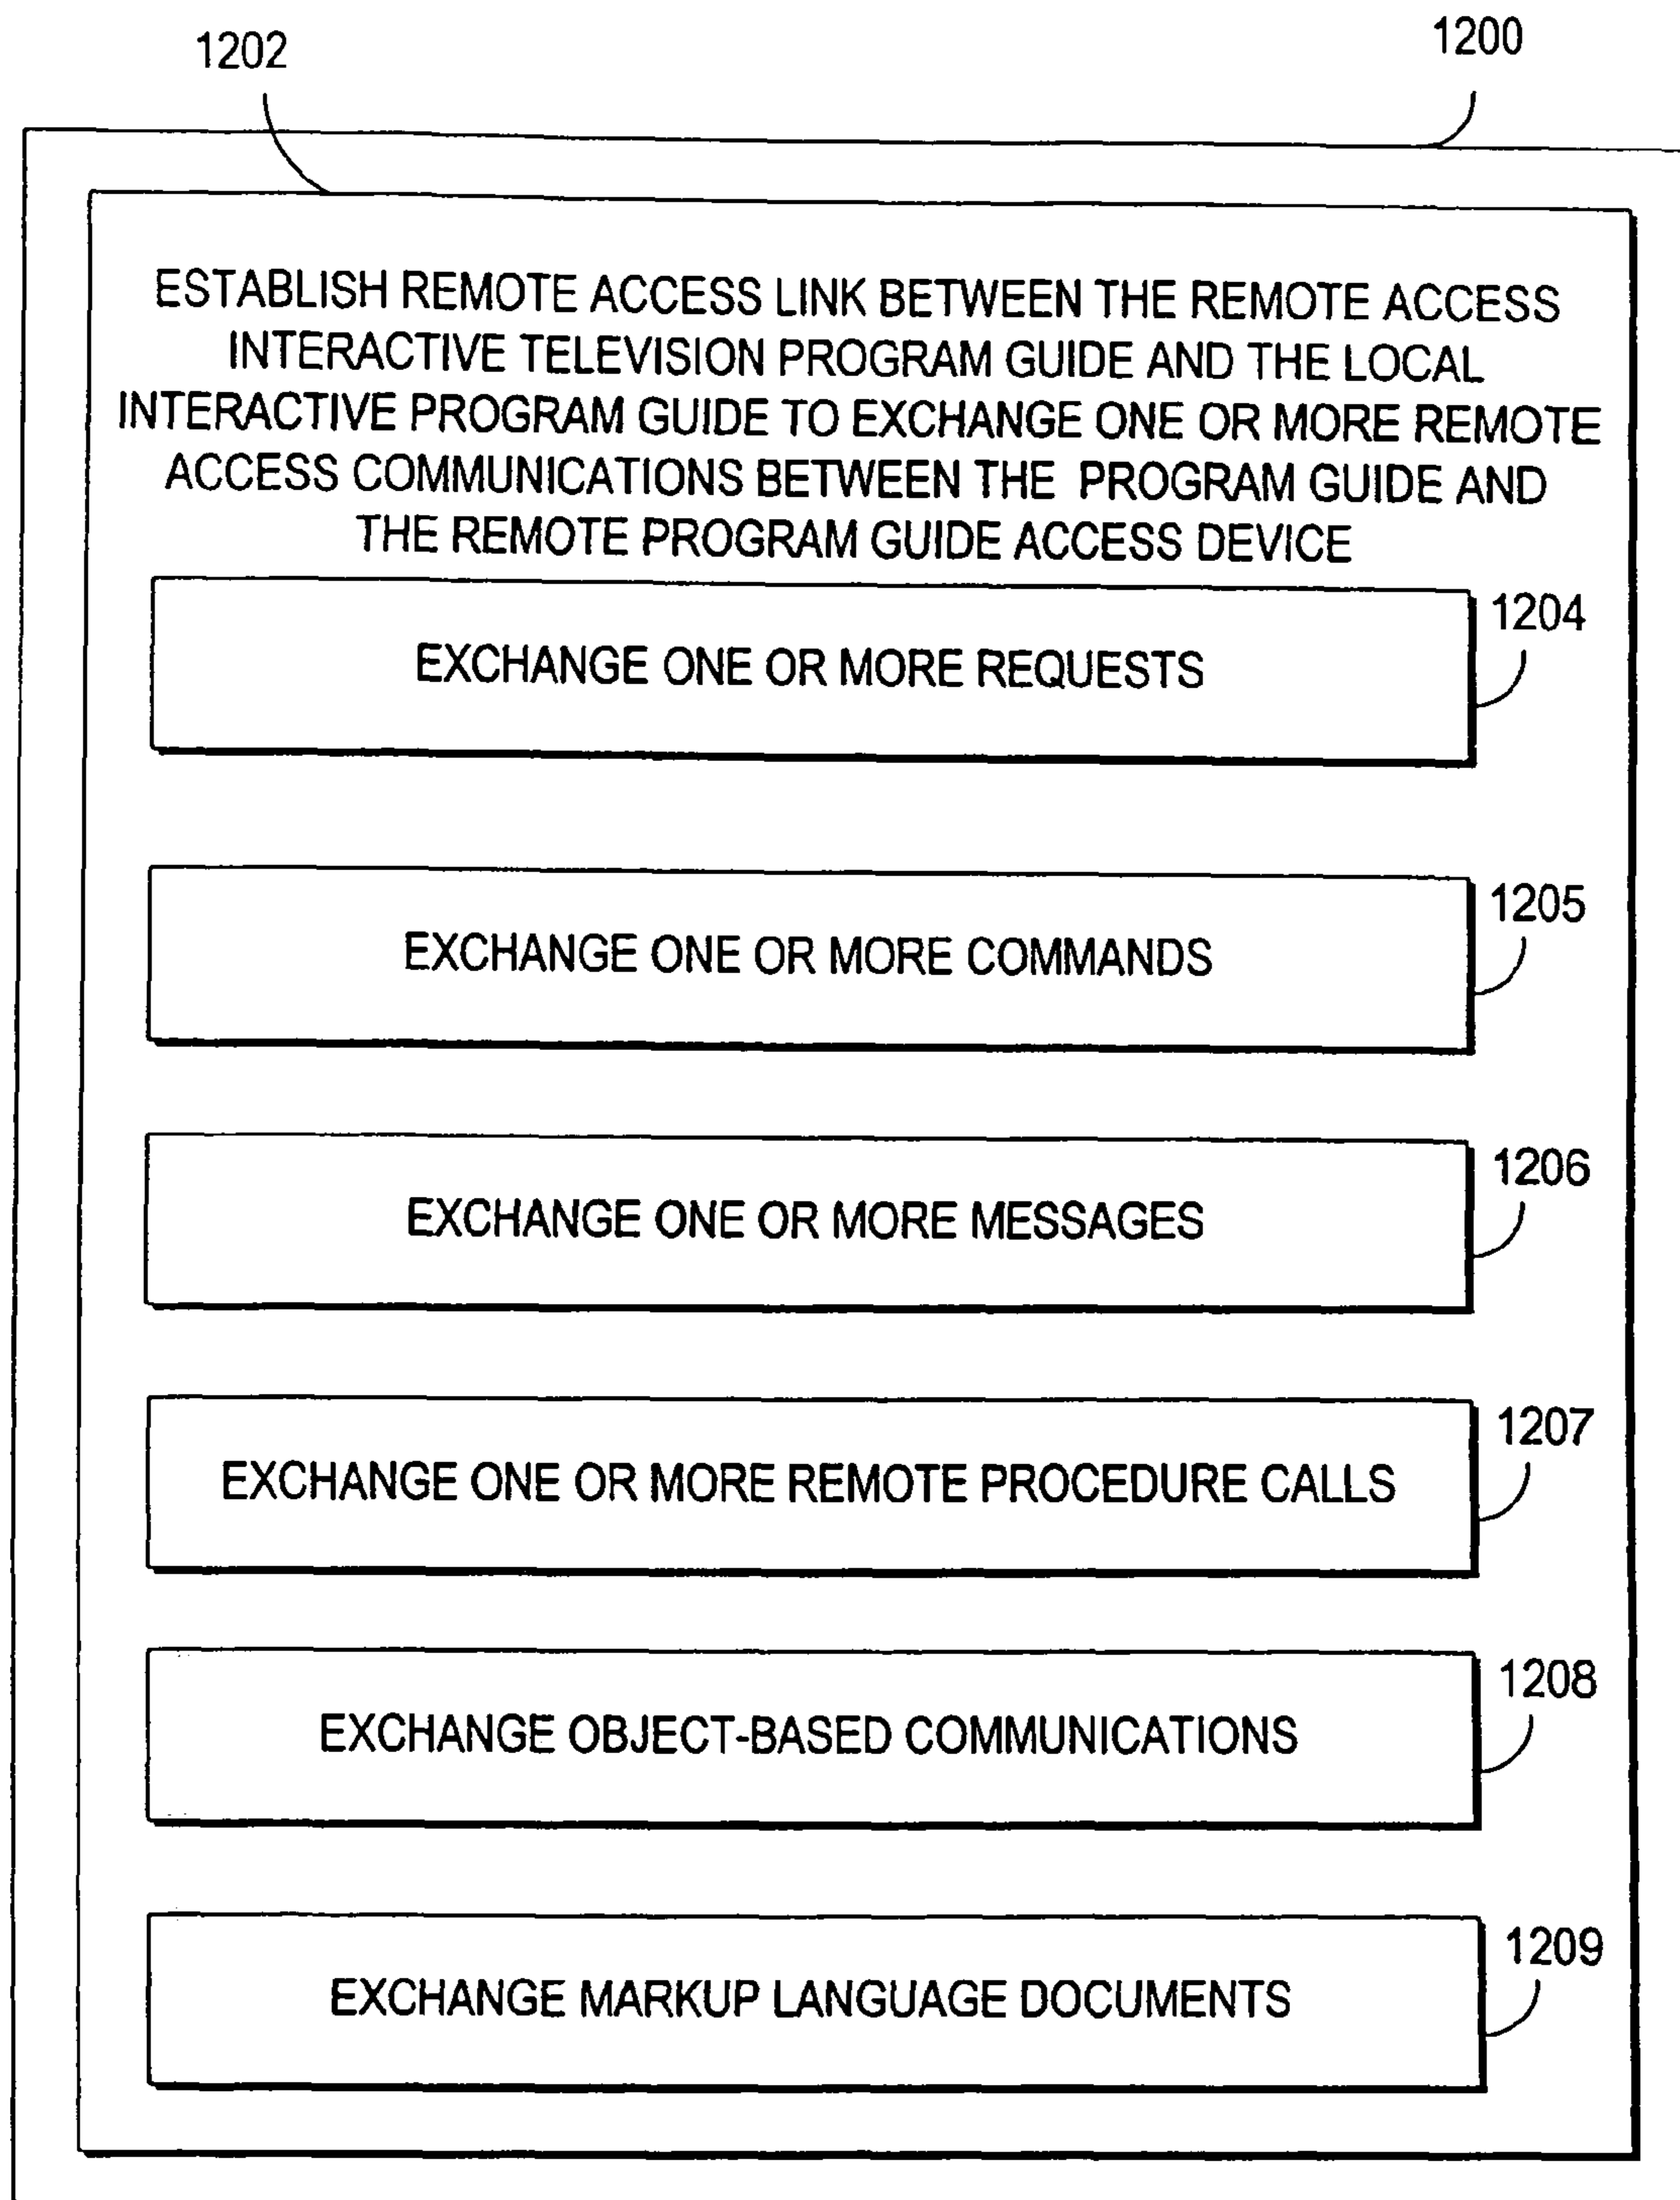 1202
1200
ESTABLISH REMOTE ACCESS LINK BETWEEN THE REMOTE ACCESS
INTERACTIVE TELEVISION PROGRAM GUIDE AND THE LOCAL
INTERACTIVE PROGRAM GUIDE TO EXCHANGE ONE OR MORE REMOTE
ACCESS COMMUNICATIONS BETWEEN THE PROGRAM GUIDE AND
THE REMOTE PROGRAM GUIDE ACCESS DEVICE
1204
EXCHANGE ONE OR MORE REQUESTS
1205
EXCHANGE ONE OR MORE COMMANDS
1206
EXCHANGE ONE OR MORE MESSAGES
1207
EXCHANGE ONE OR MORE REMOTE PROCEDURE CALLS
1208
EXCHANGE OBJECT-BASED COMMUNICATIONS
1209
EXCHANGE MARKUP LANGUAGE DOCUMENTS